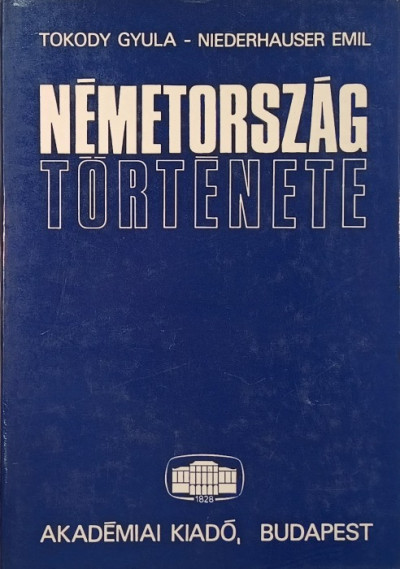 TOKODY GYULA - NIEDERHAUSER EMIL
NÉMETORSZÁG
TÖRTÉNETE
1828
AKADÉMIAI KIADÓ, BUDAPEST